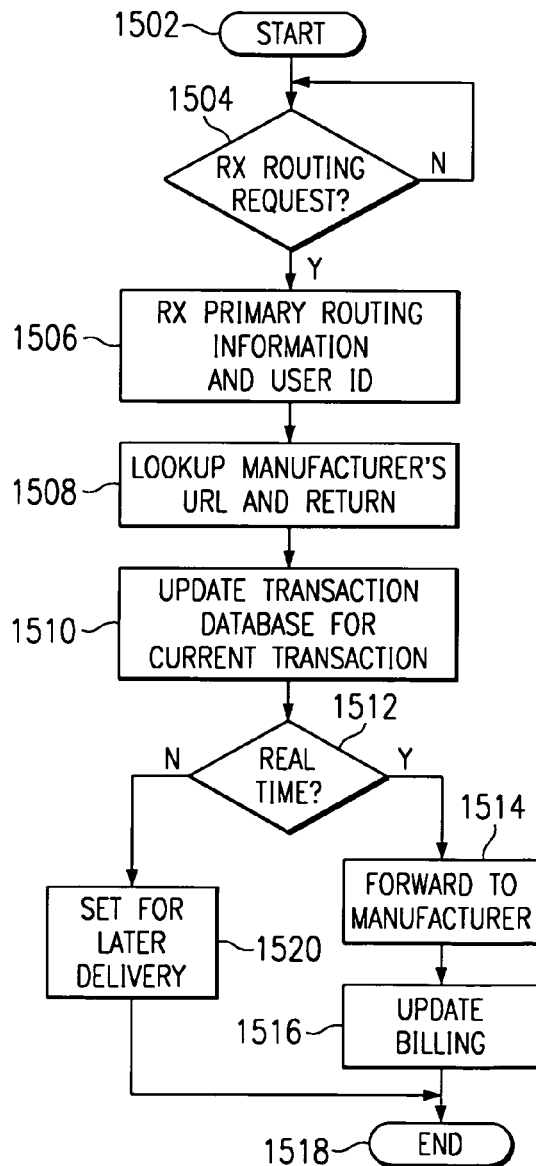 1502
START
1504
RX ROUTING
REQUEST?
N
Y
1506
RX PRIMARY ROUTING
INFORMATION
AND USER ID
1508
LOOKUP MANUFACTURER'S
URL AND RETURN
1510
UPDATE TRANSACTION
DATABASE FOR
CURRENT TRANSACTION
1512
N
REAL
TIME?
Y
1514
FORWARD TO
MANUFACTURER
SET FOR
LATER
DELIVERY
1520
1516
UPDATE
BILLING
1518
END